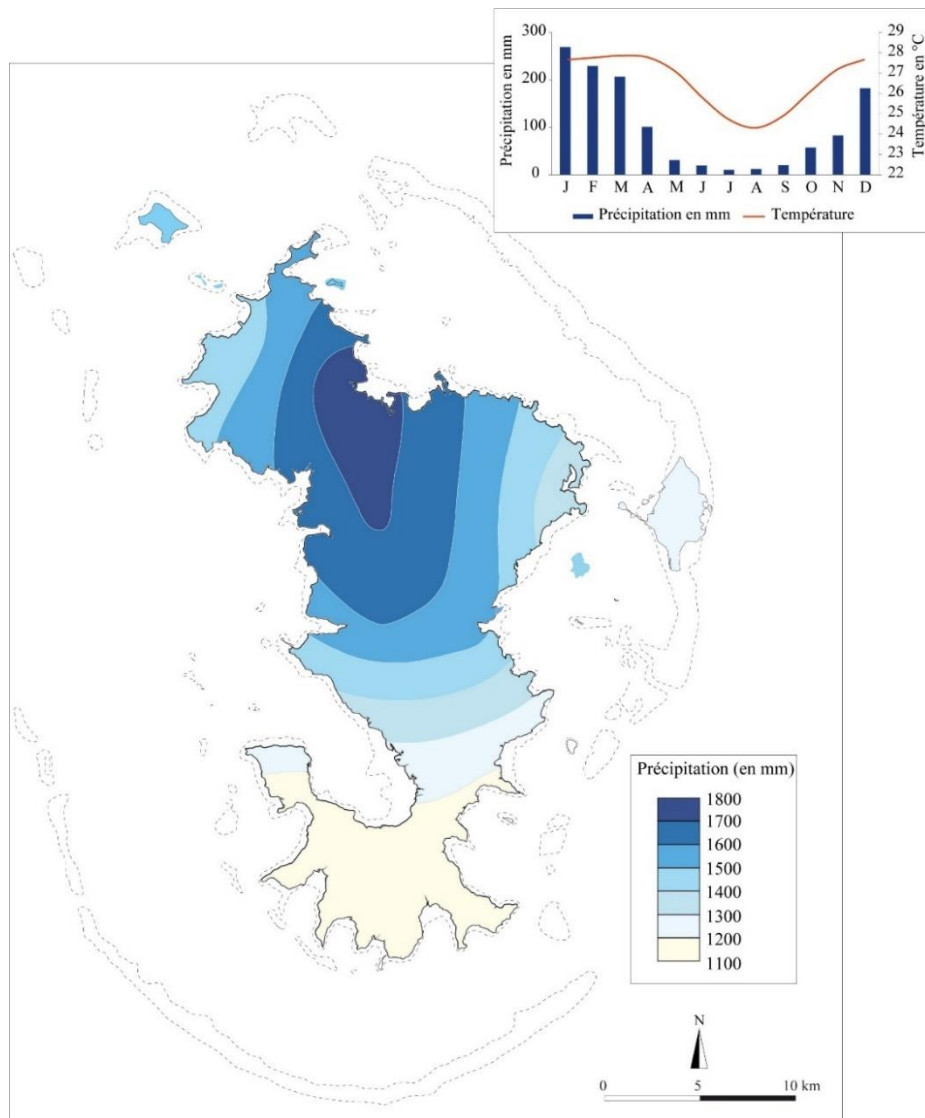 Précipitation en mm
300
200
100
0
Température en °C
29
28
27
26
25
24
23
22
J F M A M J J A S O N D
Précipitation en mm Température
Précipitation (en mm)
1800
1700
1600
1500
1400
1300
1200
1100
N
0 5 10 km